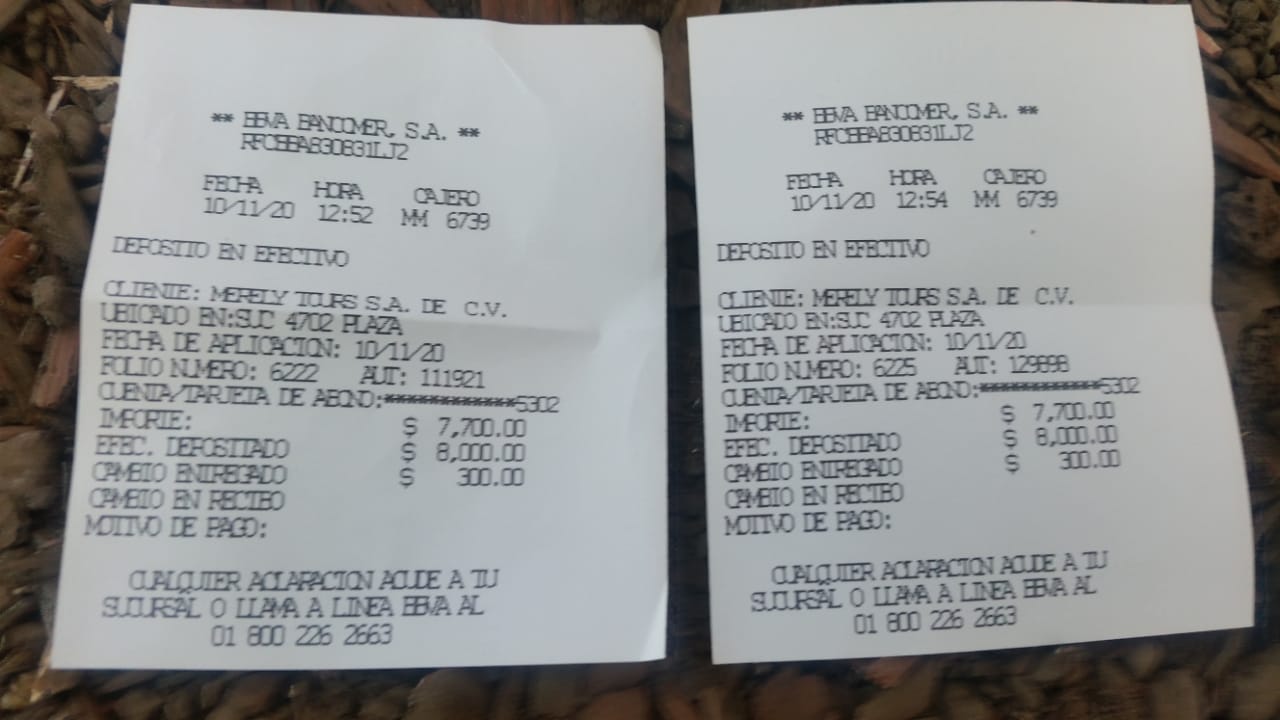 ** BBVA BANCOMER, S.A. **
RFCBBA830831LJ2
FECHA HORA CAJERO
10/11/20 12:52 MM 6739
DEPOSITO EN EFECTIVO
CLIENTE: MERELY TOURS S.A. DE C.V.
UBICADO EN:SUC 4702 PLAZA
FECHA DE APLICACION: 10/11/20
FOLIO NUMERO: 6222 AUT: 111921
CUENTA/TARJETA DE ABONO:************5302
IMPORTE: $ 7,700.00
EFEC. DEPOSITADO $ 8,000.00
CAMBIO ENTREGADO $ 300.00
CAMBIO EN RECIBO
MOTIVO DE PAGO:
CUALQUIER ACLARACION ACUDE A TU
SUCURSAL O LLAMA A LINEA BBVA AL
01 800 226 2663
** BBVA BANCOMER, S.A. **
RFCBBA830831LJ2
FECHA HORA CAJERO
10/11/20 12:54 MM 6739
DEPOSITO EN EFECTIVO
CLIENTE: MERELY TOURS S.A. DE C.V.
UBICADO EN:SUC 4702 PLAZA
FECHA DE APLICACION: 10/11/20
FOLIO NUMERO: 6225 AUT: 129898
CUENTA/TARJETA DE ABONO:************5302
IMPORTE: $ 7,700.00
EFEC. DEPOSITADO $ 8,000.00
CAMBIO ENTREGADO $ 300.00
CAMBIO EN RECIBO
MOTIVO DE PAGO:
CUALQUIER ACLARACION ACUDE A TU
SUCURSAL O LLAMA A LINEA BBVA AL
01 800 226 2663